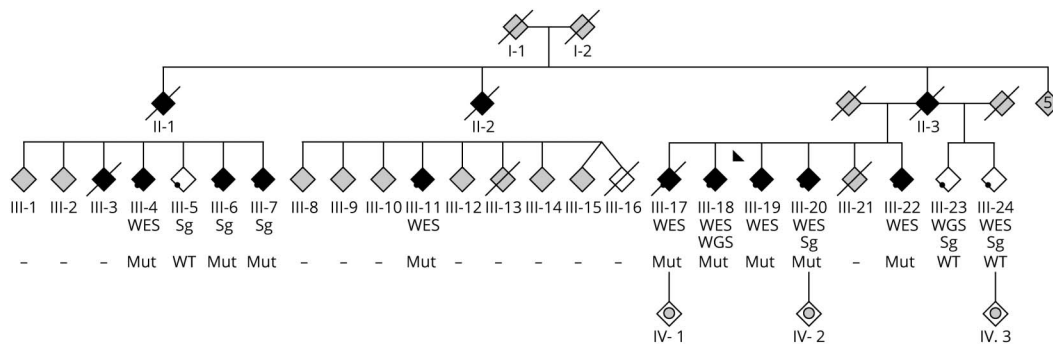 I-1 I-2
5
II-1 II-2 II-3
III-1 III-2 III-3 III-4 III-5 III-6 III-7 III-8 III-9 III-10 III-11 III-12 III-13 III-14 III-15 III-16 III-17 III-18 III-19 III-20 III-21 III-22 III-23 III-24
WES Sg Sg Sg WES WES WES WES WES WES WGS WES
WGS Sg Sg Sg
– – – Mut WT Mut Mut – – – Mut – – – – – Mut Mut Mut Mut – Mut WT WT
IV- 1 IV- 2 IV. 3